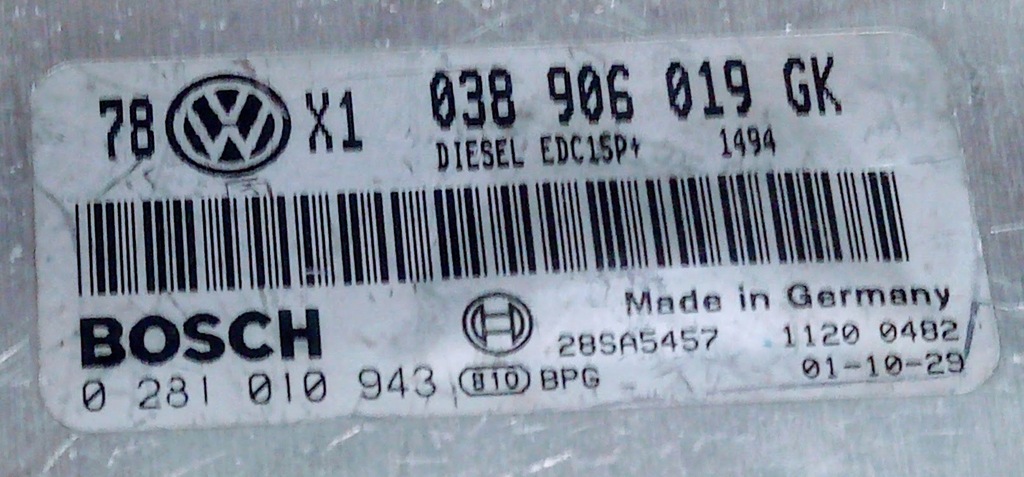 78 VW X1 038 906 019 GK
DIESEL EDC15P+ 1494
BOSCH
Made in Germany
28SA5457 1120 0482
0 281 010 943 810 BPG 01-10-29